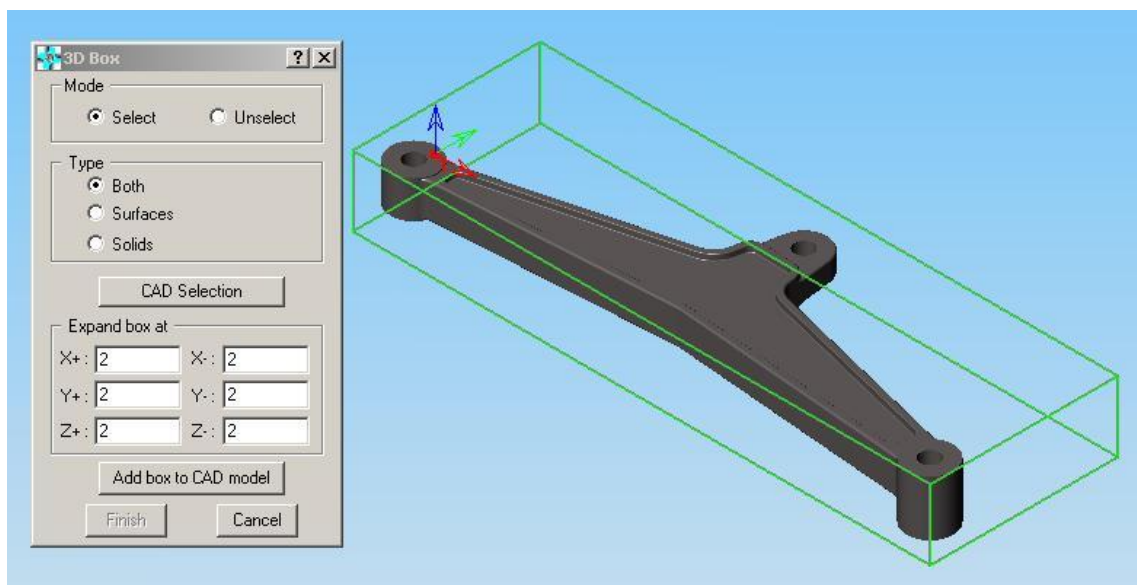 3D Box
Mode
Select Unselect
Type
Both
Surfaces
Solids
CAD Selection
Expand box at
X+ : 2 X- : 2
Y+ : 2 Y- : 2
Z+ : 2 Z- : 2
Add box to CAD model
Finish Cancel